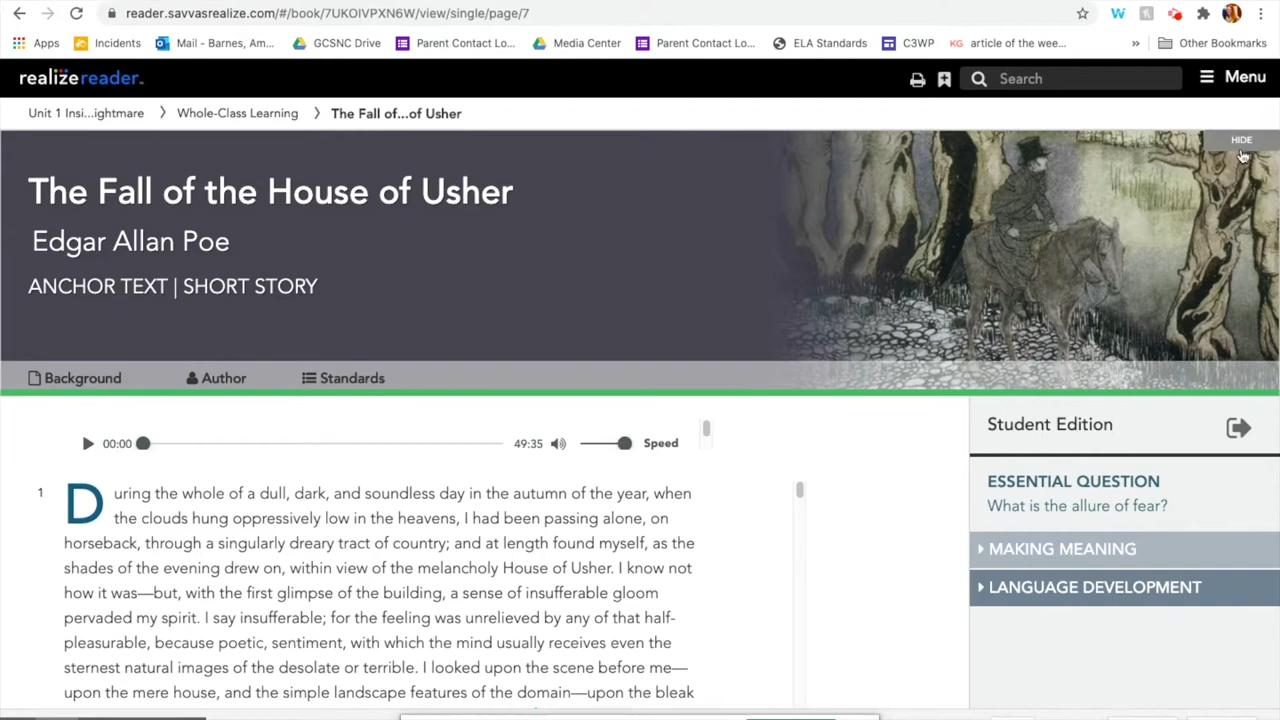 reader.savvasrealize.com/#/book/7UKOIVPXN6W/view/single/page/7
Apps Incidents Mail - Barnes, Am... GCSNC Drive Parent Contact Lo... Media Center Parent Contact Lo... ELA Standards C3WP KG article of the wee... » Other Bookmarks
realizereader™ Search Menu
Unit 1 Insi...ightmare Whole-Class Learning The Fall of...of Usher
HIDE
The Fall of the House of Usher
Edgar Allan Poe
ANCHOR TEXT | SHORT STORY
Background Author Standards
00:00 49:35 Speed
1 During the whole of a dull, dark, and soundless day in the autumn of the year, when
the clouds hung oppressively low in the heavens, I had been passing alone, on
horseback, through a singularly dreary tract of country; and at length found myself, as the
shades of the evening drew on, within view of the melancholy House of Usher. I know not
how it was—but, with the first glimpse of the building, a sense of insufferable gloom
pervaded my spirit. I say insufferable; for the feeling was unrelieved by any of that half-
pleasurable, because poetic, sentiment, with which the mind usually receives even the
sternest natural images of the desolate or terrible. I looked upon the scene before me—
upon the mere house, and the simple landscape features of the domain—upon the bleak
Student Edition
ESSENTIAL QUESTION
What is the allure of fear?
MAKING MEANING
LANGUAGE DEVELOPMENT